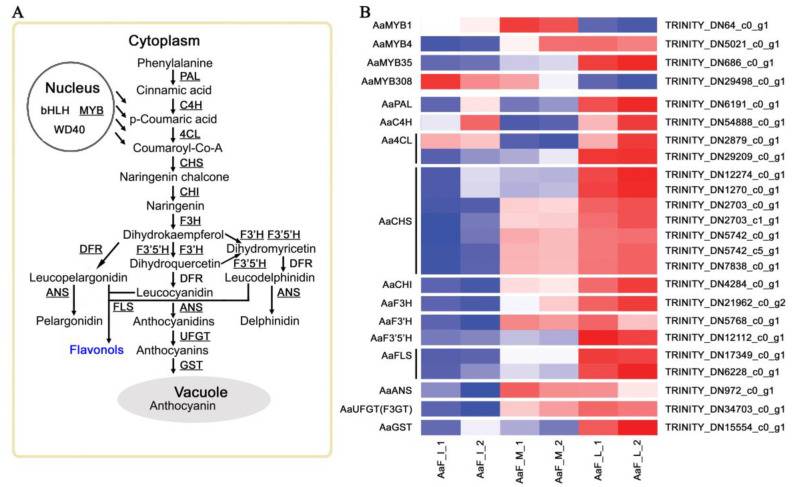 A
Cytoplasm
Phenylalanine
PAL
Cinnamic acid
Nucleus
bHLH MYB
WD40
C4H
p-Coumaric acid
4CL
Coumaroyl-Co-A
CHS
Naringenin chalcone
CHI
Naringenin
F3H
Dihydrokaempferol F3'H F3'5'H
DFR F3'5'H F3'H Dihydromyricetin
Dihydroquercetin F3'5'H DFR
Leucopelargonidin DFR Leucodelphinidin
ANS Leucocyanidin ANS
FLS ANS
Pelargonidin Anthocyanidins Delphinidin
UFGT
Flavonols Anthocyanins
GST
Vacuole
Anthocyanin
B
AaMYB1 TRINITY_DN64_c0_g1
AaMYB4 TRINITY_DN5021_c0_g1
AaMYB35 TRINITY_DN686_c0_g1
AaMYB308 TRINITY_DN29498_c0_g1
AaPAL TRINITY_DN6191_c0_g1
AaC4H TRINITY_DN54888_c0_g1
Aa4CL TRINITY_DN2879_c0_g1
TRINITY_DN29209_c0_g1
TRINITY_DN12274_c0_g1
TRINITY_DN1270_c0_g1
TRINITY_DN2703_c0_g1
AaCHS TRINITY_DN2703_c1_g1
TRINITY_DN5742_c0_g1
TRINITY_DN5742_c5_g1
TRINITY_DN7838_c0_g1
AaCHI TRINITY_DN4284_c0_g1
AaF3H TRINITY_DN21962_c0_g2
AaF3'H TRINITY_DN5768_c0_g1
AaF3'5'H TRINITY_DN12112_c0_g1
AaFLS TRINITY_DN17349_c0_g1
TRINITY_DN6228_c0_g1
AaANS TRINITY_DN972_c0_g1
AaUFGT(F3GT) TRINITY_DN34703_c0_g1
AaGST TRINITY_DN15554_c0_g1
AaF_I_1 AaF_I_2 AaF_M_1 AaF_M_2 AaF_L_1 AaF_L_2